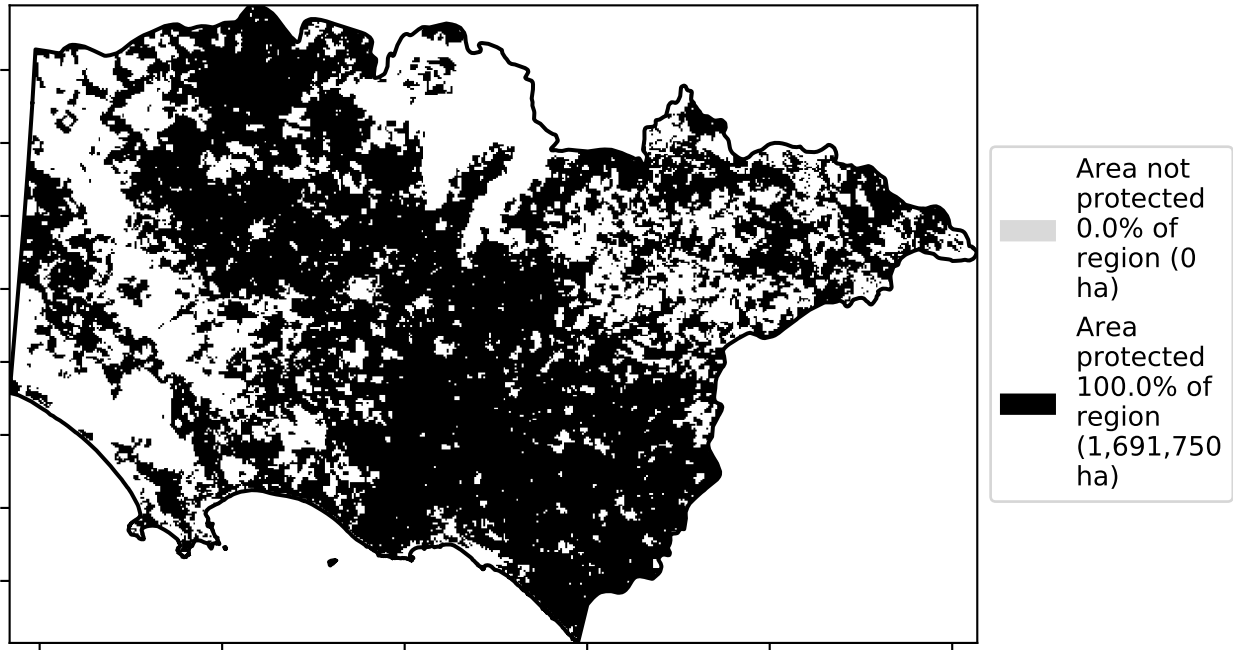 Area not
protected
0.0% of
region (0
ha)
Area
protected
100.0% of
region
(1,691,750
ha)